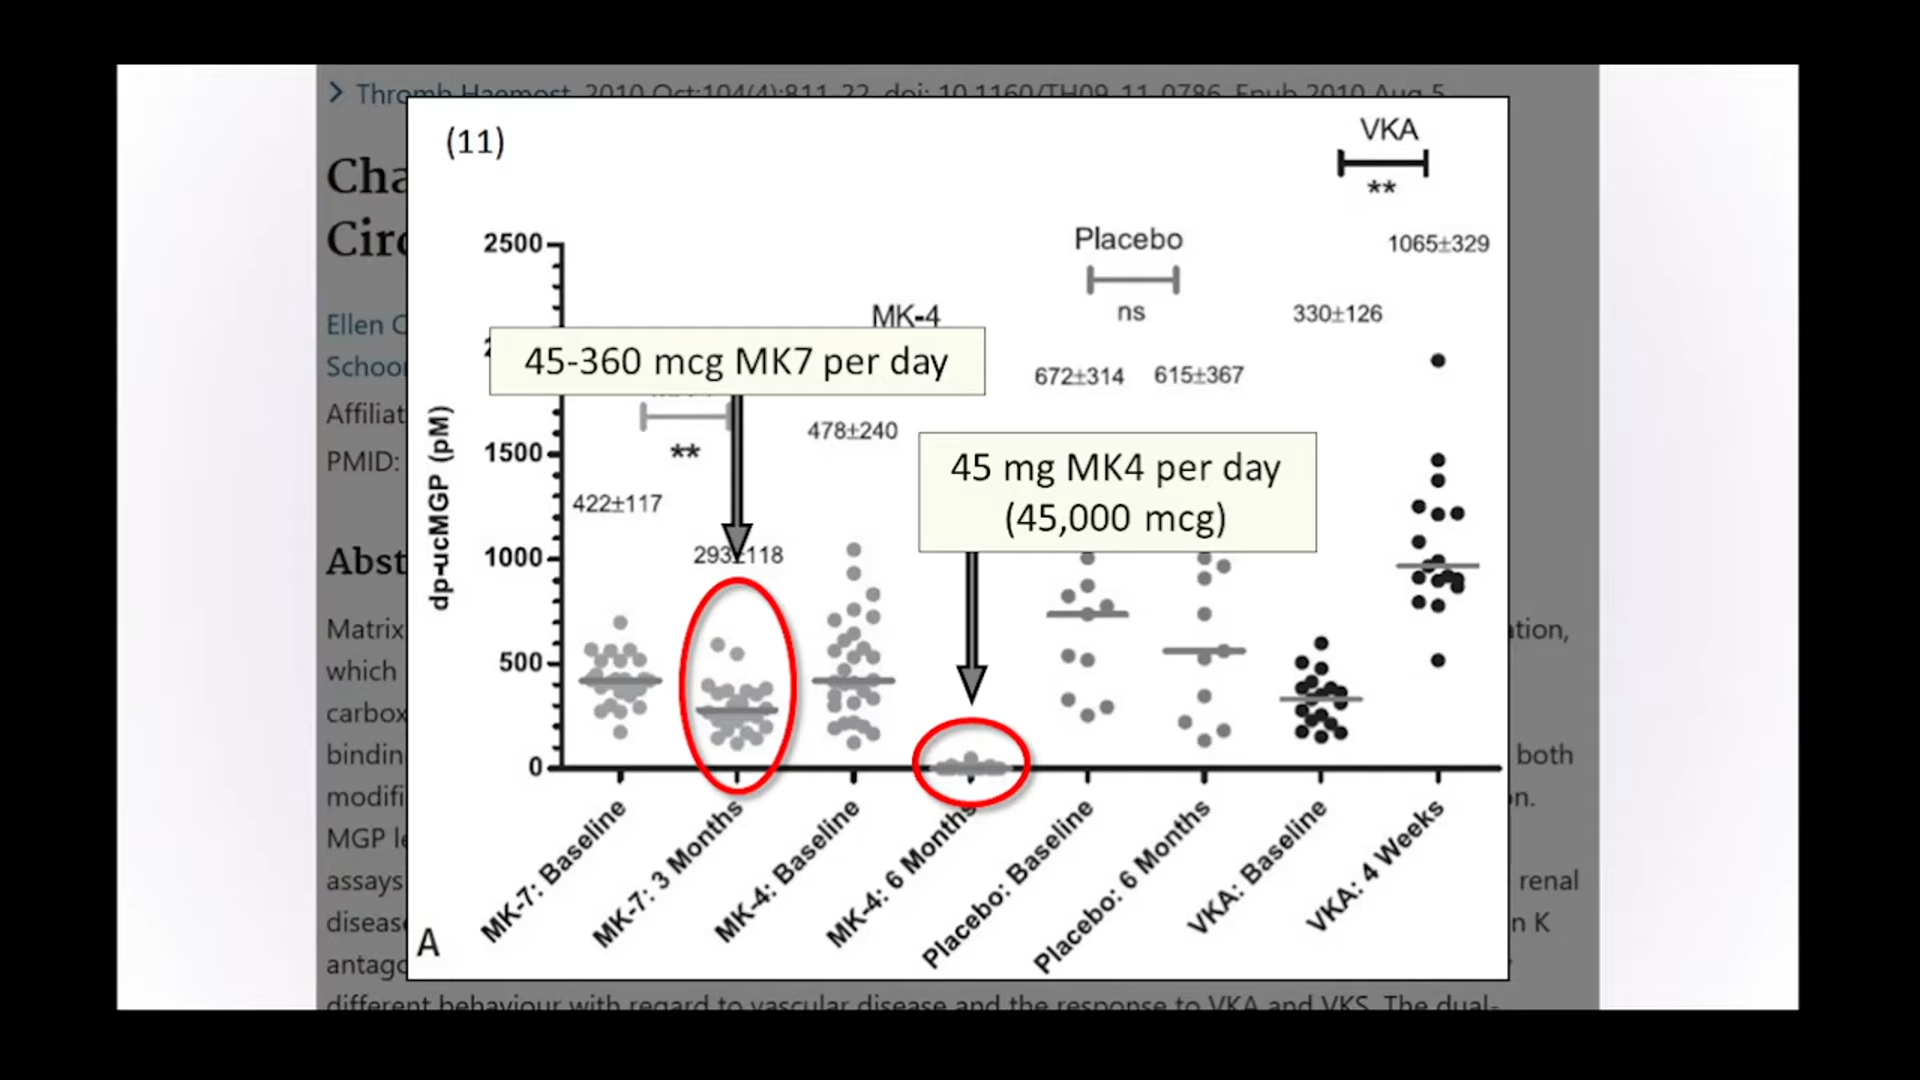 > Thromb Haemost. 2010 Oct;104(4):811-22. doi: 10.1160/TH09-11-0786. Epub 2010 Aug 5.
(11)
VKA
**
Cha
Circ
2500
Placebo
1065±329
ns
MK-4
330±126
Ellen C
Schoor
45-360 mcg MK7 per day
672±314
615±367
Affiliat
478±240
**
1500
PMID:
45 mg MK4 per day
(45,000 mcg)
422±117
dp-ucMGP (pM)
293±118
1000
Abst
Matrix
ation,
500
which
carbox
bindin
both
0
modifi
on.
MGP le
assays
renal
disease
n K
antago
MK-7: Baseline
MK-7: 3 Months
MK-4: Baseline
MK-4: 6 Months
Placebo: Baseline
Placebo: 6 Months
VKA: Baseline
VKA: 4 Weeks
A
different behaviour with regard to vascular disease and the response to VKA and VKS. The dual-